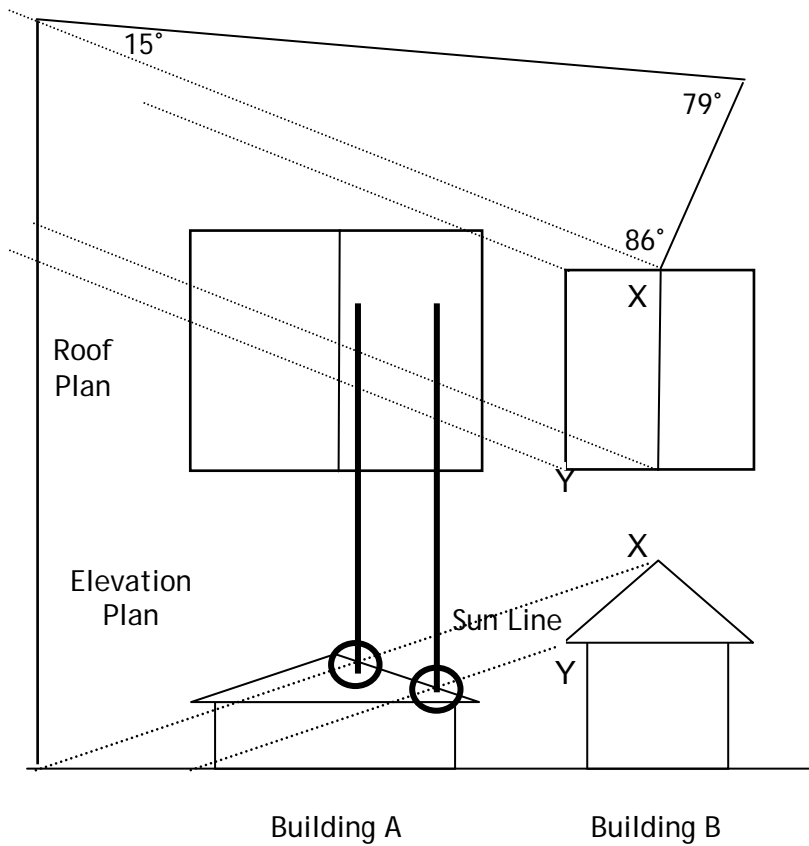 15°
79°
86°
X
Roof
Plan
Y
X
Elevation
Plan
Sun Line
Y
Building A
Building B